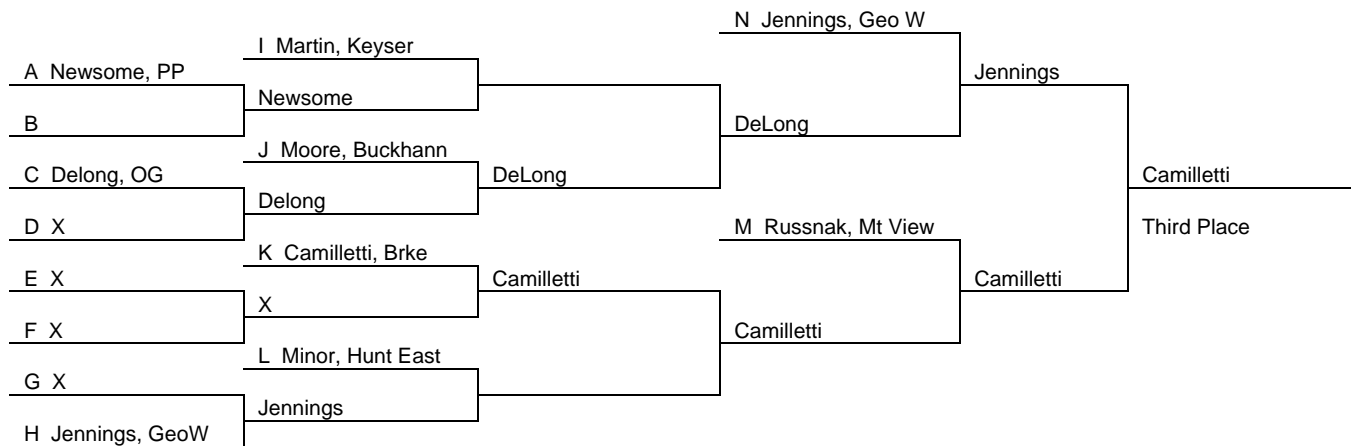 N Jennings, Geo W
I Martin, Keyser
A Newsome, PP
Jennings
Newsome
B
DeLong
J Moore, Buckhann
C Delong, OG
DeLong
Camilletti
Delong
D X
M Russnak, Mt View
Third Place
K Camilletti, Brke
E X
Camilletti
Camilletti
X
F X
Camilletti
L Minor, Hunt East
G X
Jennings
H Jennings, GeoW